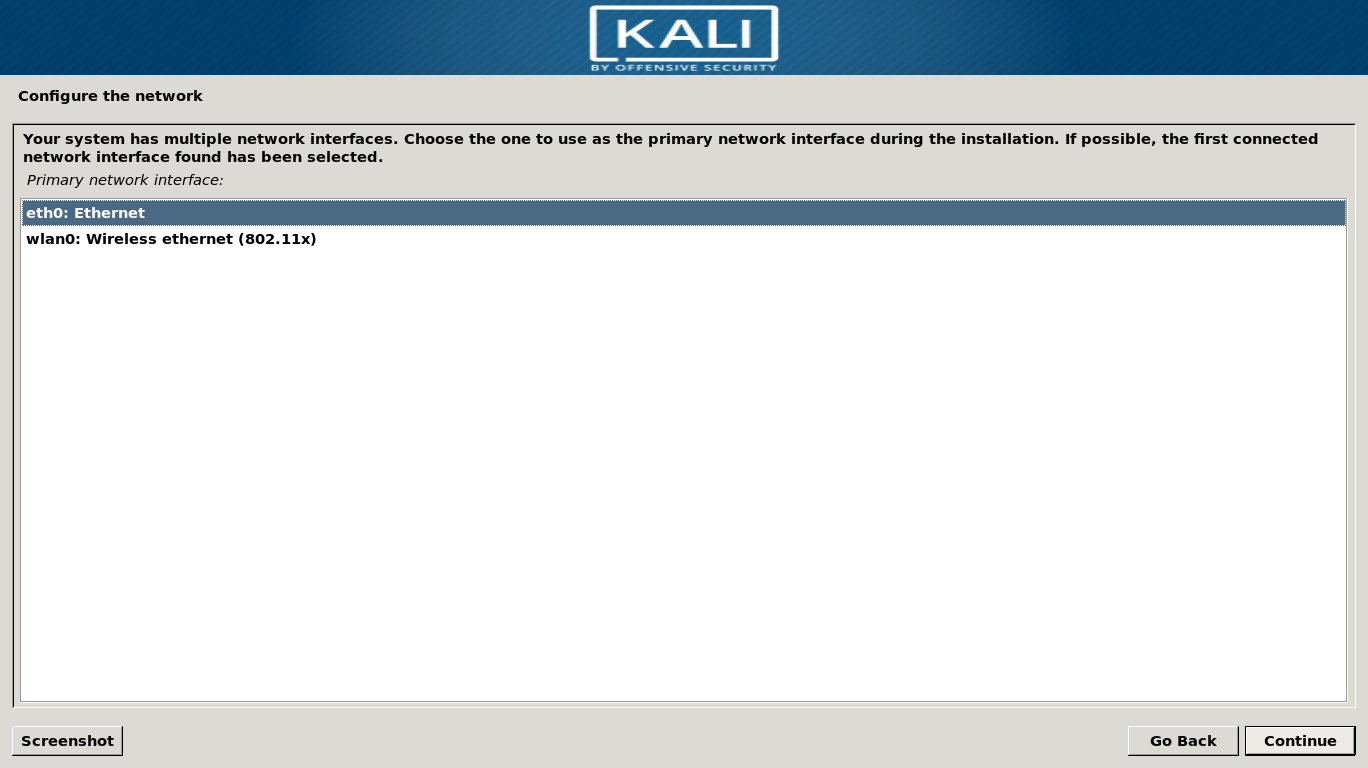 KALI
BY OFFENSIVE SECURITY
Configure the network
Your system has multiple network interfaces. Choose the one to use as the primary network interface during the installation. If possible, the first connected
network interface found has been selected.
Primary network interface:
eth0: Ethernet
wlan0: Wireless ethernet (802.11x)
Screenshot
Go Back
Continue